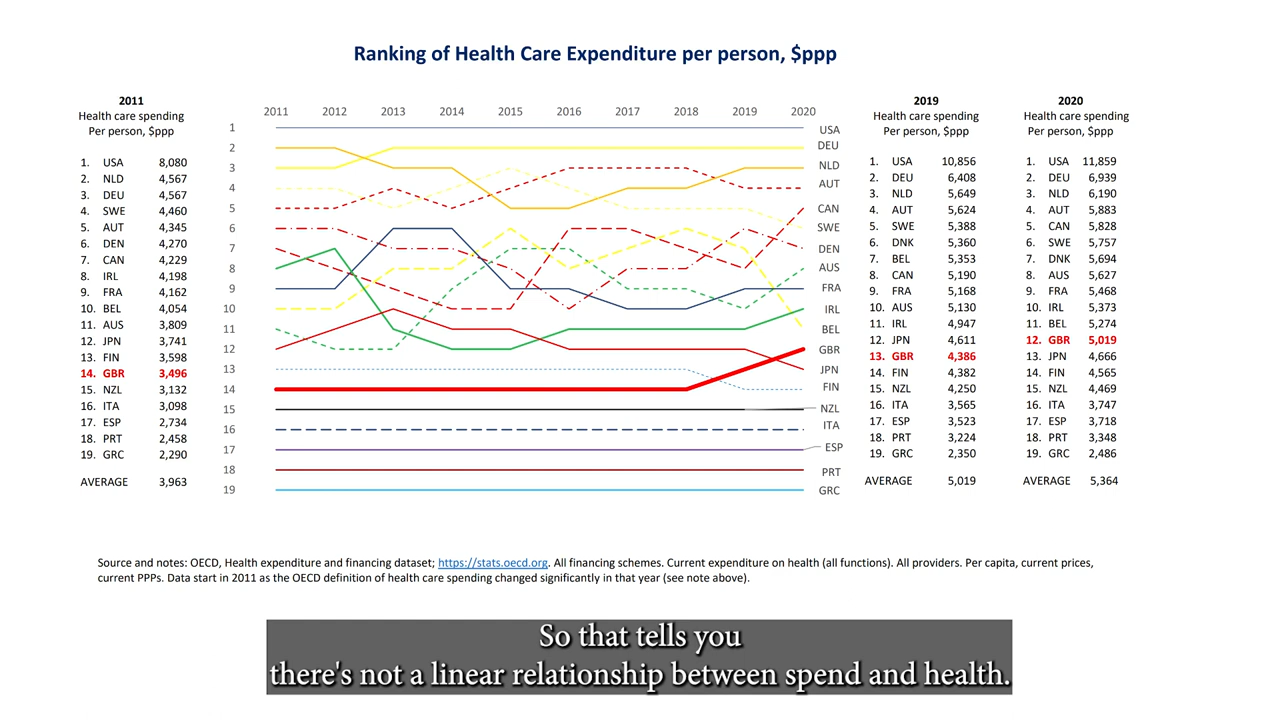 Ranking of Health Care Expenditure per person, $ppp
2011
Health care spending
Per person, $ppp
1. USA 8,080
2. NLD 4,567
3. DEU 4,567
4. SWE 4,460
5. AUT 4,345
6. DEN 4,270
7. CAN 4,229
8. IRL 4,198
9. FRA 4,162
10. BEL 4,054
11. AUS 3,809
12. JPN 3,741
13. FIN 3,598
14. GBR 3,496
15. NZL 3,132
16. ITA 3,098
17. ESP 2,734
18. PRT 2,458
19. GRC 2,290
AVERAGE 3,963
2011 2012 2013 2014 2015 2016 2017 2018 2019 2020
1
2
3
4
5
6
7
8
9
10
11
12
13
14
15
16
17
18
19
USA
DEU
NLD
AUT
CAN
SWE
DEN
AUS
FRA
IRL
BEL
GBR
JPN
FIN
NZL
ITA
ESP
PRT
GRC
2019
Health care spending
Per person, $ppp
1. USA 10,856
2. DEU 6,408
3. NLD 5,649
4. AUT 5,624
5. SWE 5,388
6. DNK 5,360
7. BEL 5,353
8. CAN 5,190
9. FRA 5,168
10. AUS 5,130
11. IRL 4,947
12. JPN 4,611
13. GBR 4,386
14. FIN 4,382
15. NZL 4,250
16. ITA 3,565
17. ESP 3,523
18. PRT 3,224
19. GRC 2,350
AVERAGE 5,019
2020
Health care spending
Per person, $ppp
1. USA 11,859
2. DEU 6,939
3. NLD 6,190
4. AUT 5,883
5. CAN 5,828
6. SWE 5,757
7. DNK 5,694
8. AUS 5,627
9. FRA 5,468
10. IRL 5,373
11. BEL 5,274
12. GBR 5,019
13. JPN 4,666
14. FIN 4,565
15. NZL 4,469
16. ITA 3,747
17. ESP 3,718
18. PRT 3,348
19. GRC 2,486
AVERAGE 5,364
Source and notes: OECD, Health expenditure and financing dataset; https://stats.oecd.org. All financing schemes. Current expenditure on health (all functions). All providers. Per capita, current prices,
current PPPs. Data start in 2011 as the OECD definition of health care spending changed significantly in that year (see note above).
So that tells you
there's not a linear relationship between spend and health.